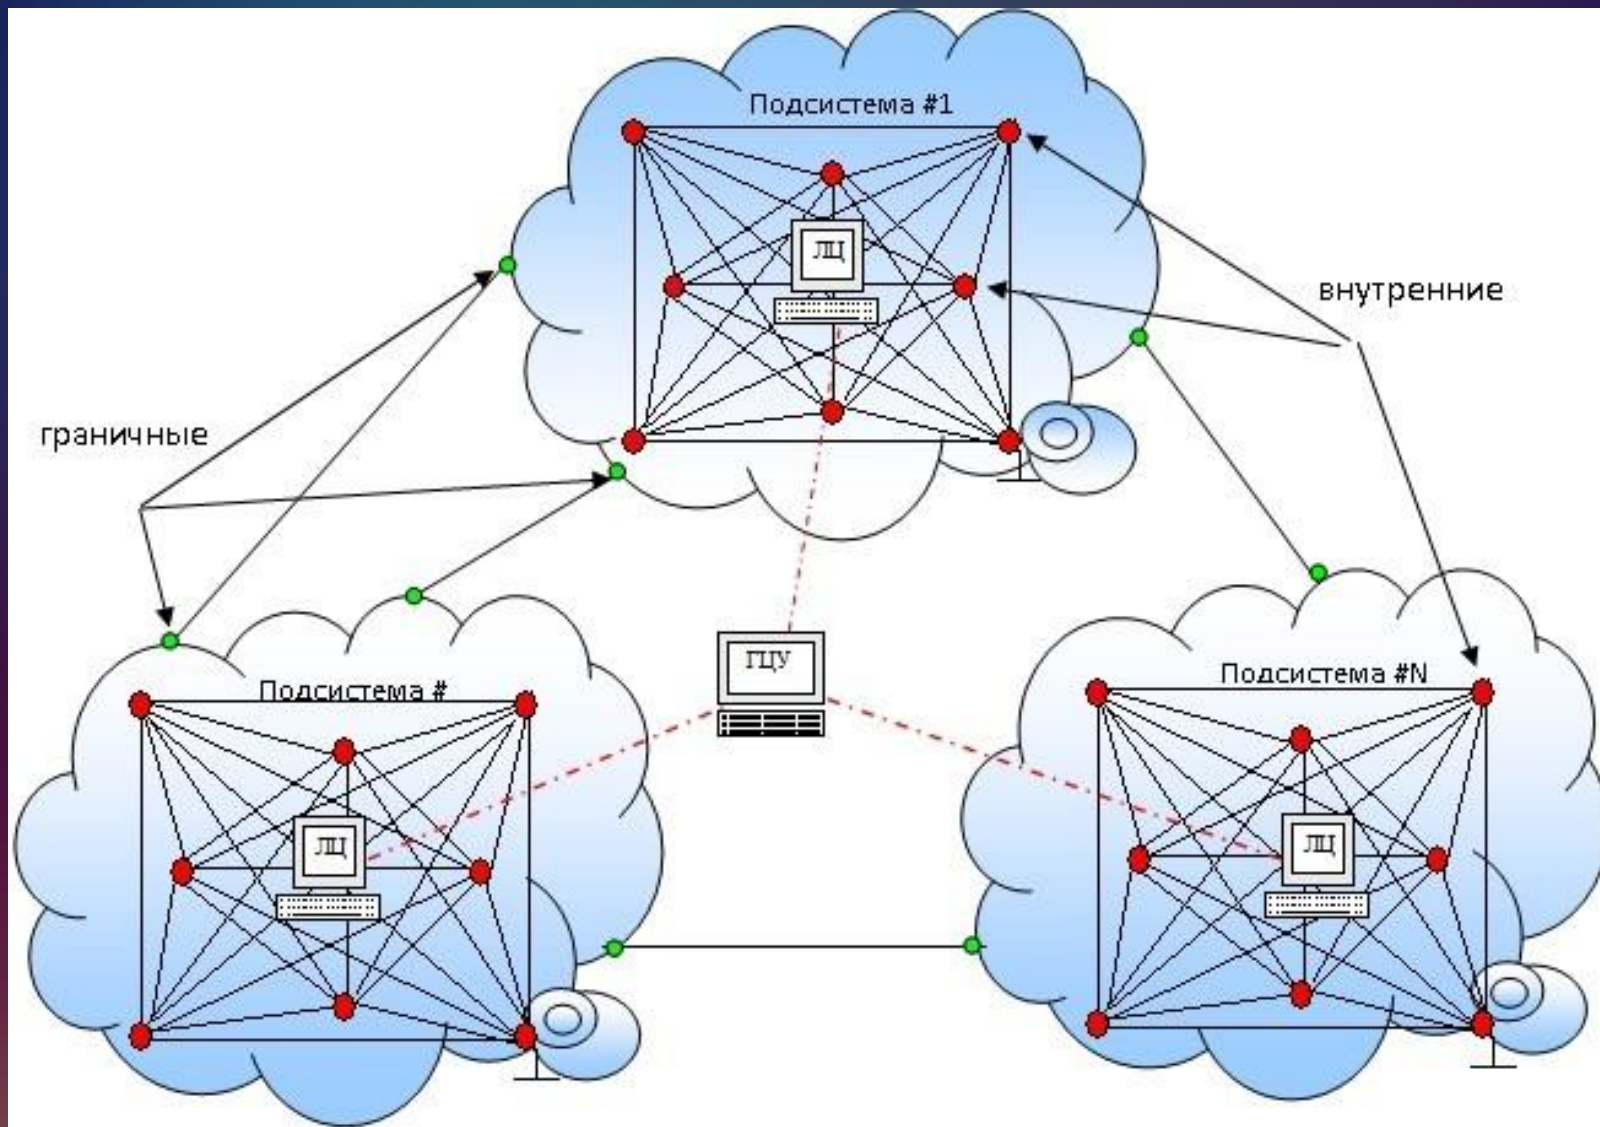 Подсистема #1
ЛЦ
внутренние
граничные
ГЦУ
Подсистема #
ЛЦ
Подсистема #N
ЛЦ